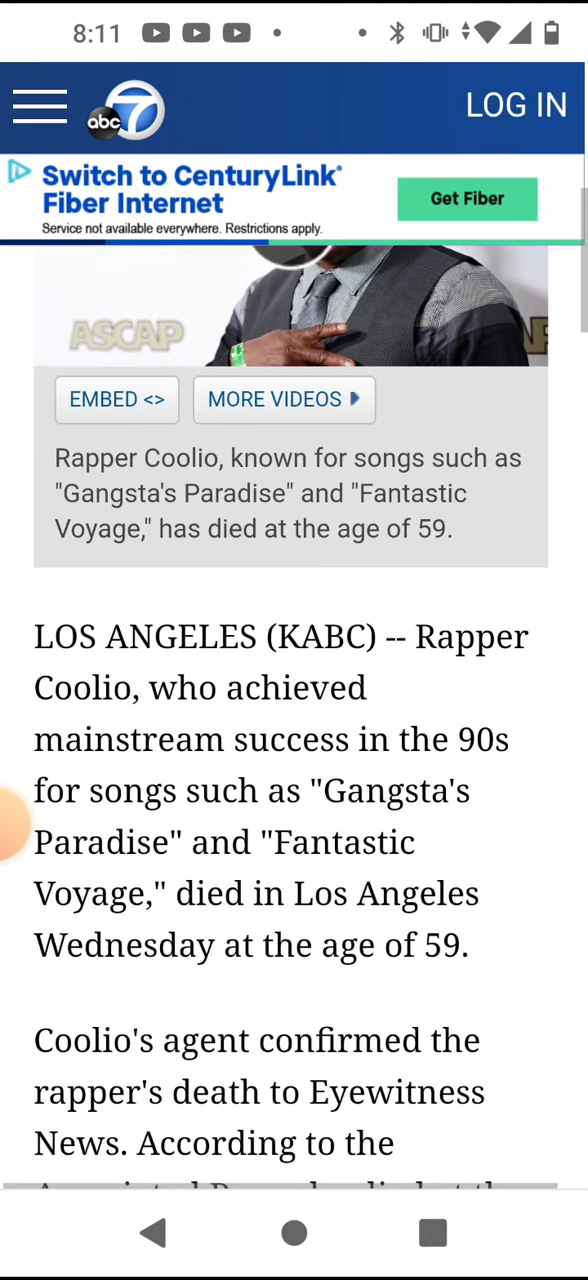 8:11
abc 7
LOG IN
Switch to CenturyLink®
Fiber Internet
Service not available everywhere. Restrictions apply.
Get Fiber
ASCAP
EMBED <>
MORE VIDEOS
Rapper Coolio, known for songs such as
"Gangsta's Paradise" and "Fantastic
Voyage," has died at the age of 59.
LOS ANGELES (KABC) -- Rapper
Coolio, who achieved
mainstream success in the 90s
for songs such as "Gangsta's
Paradise" and "Fantastic
Voyage," died in Los Angeles
Wednesday at the age of 59.
Coolio's agent confirmed the
rapper's death to Eyewitness
News. According to the